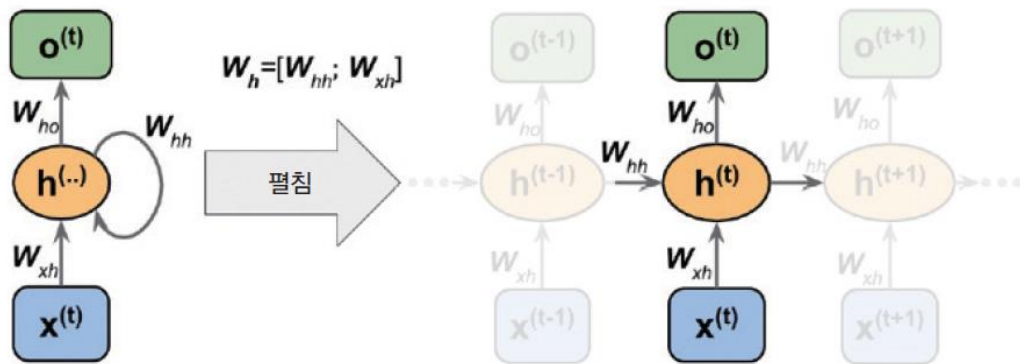 o(t)
W_ho
W_hh
h(..)
W_xh
x(t)
W_h=[W_hh; W_xh]
펼침
o(t-1)
o(t)
o(t+1)
W_ho
W_ho
W_ho
W_hh
W_hh
h(t-1)
h(t)
h(t+1)
W_xh
W_xh
W_xh
x(t-1)
x(t)
x(t+1)